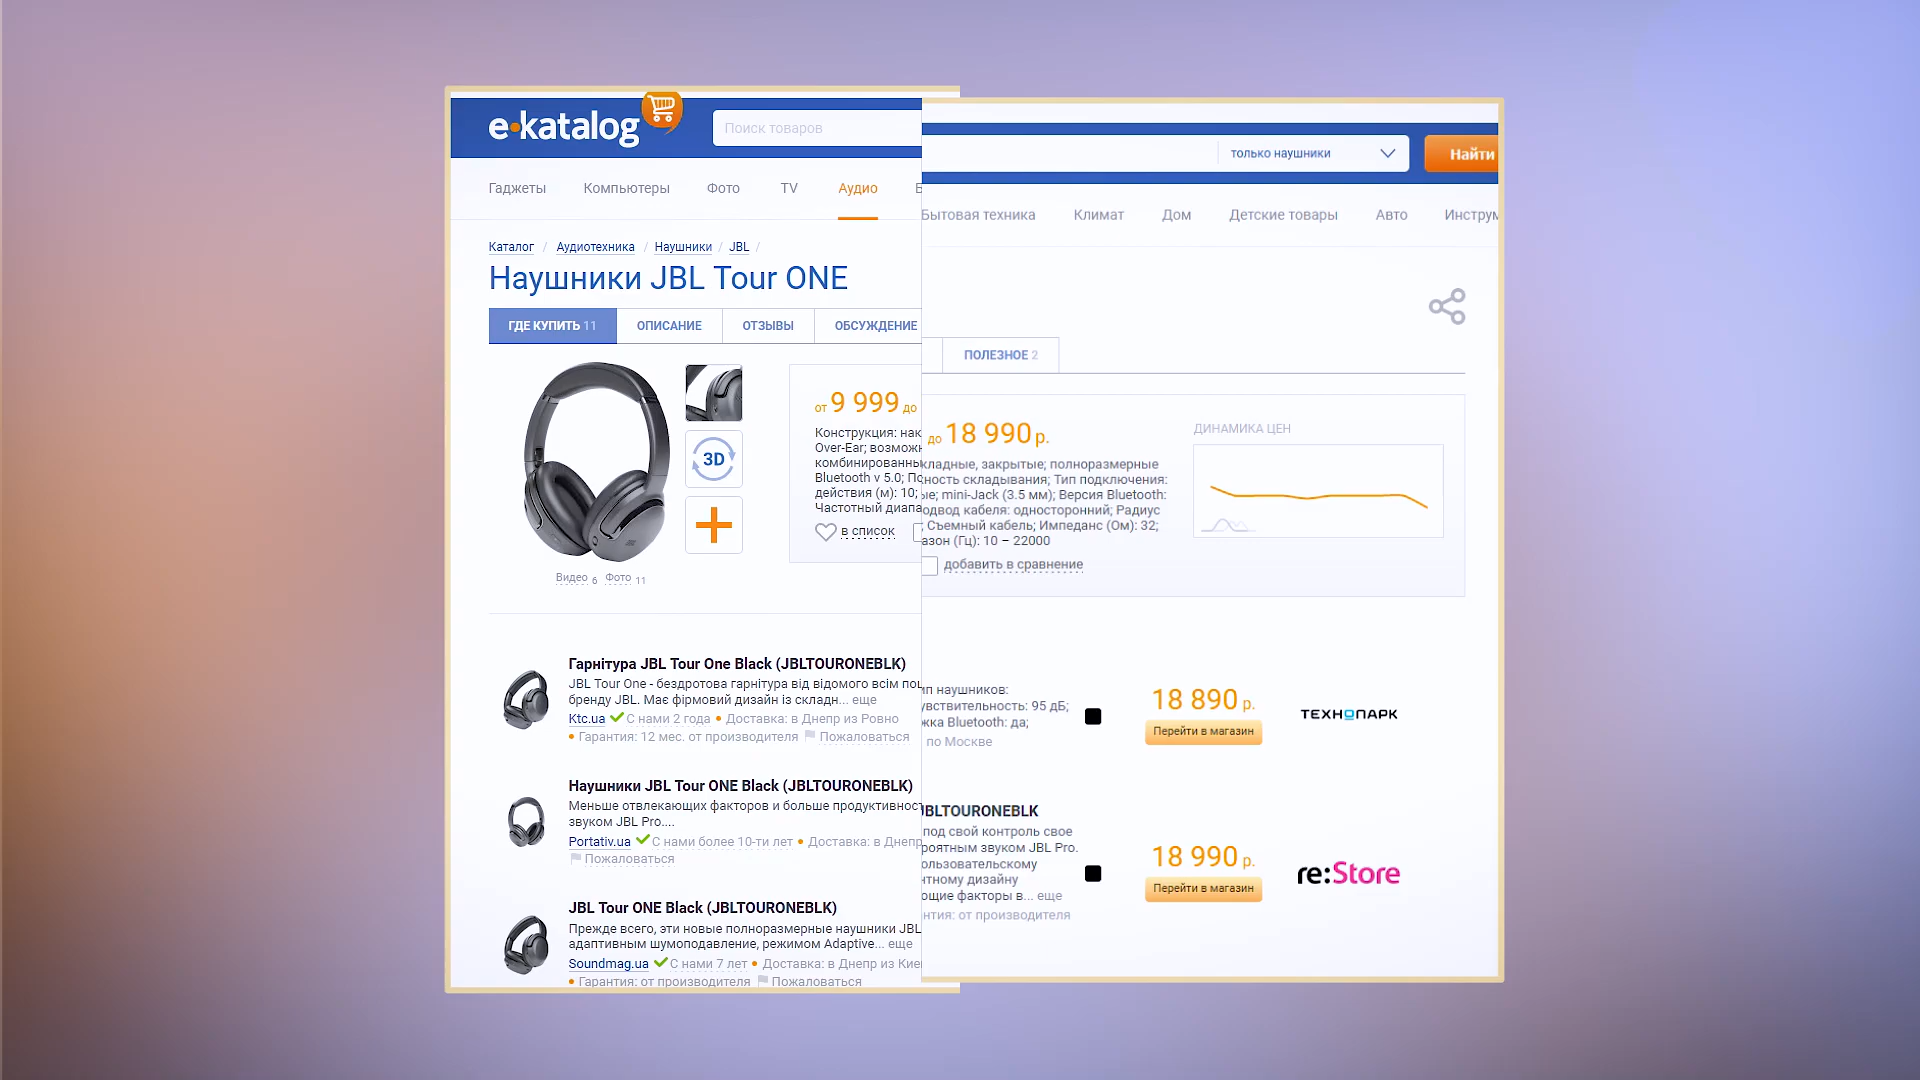 e•katalog
Поиск товаров
Гаджеты Компьютеры Фото TV Аудио
Каталог / Аудиотехника / Наушники / JBL /
Наушники JBL Tour ONE
ГДЕ КУПИТЬ 11 ОПИСАНИЕ ОТЗЫВЫ ОБСУЖДЕНИЕ
3D
от 9 999 до
Конструкция: нак
Over-Ear; возможн
комбинированны
Bluetooth v 5.0; По
действия (м): 10;
Частотный диапа
в список
Видео 6 Фото 11
Гарнітура JBL Tour One Black (JBLTOURONEBLK)
JBL Tour One - бездротова гарнітура від відомого всім
бренду JBL. Має фірмовий дизайн із складн... еще
Ktc.ua С нами 2 года • Доставка: в Днепр из Ровно
• Гарантия: 12 мес. от производителя Пожаловаться
Наушники JBL Tour ONE Black (JBLTOURONEBLK)
Меньше отвлекающих факторов и больше продуктивност
звуком JBL Pro....
Portativ.ua С нами более 10-ти лет • Доставка: в Днепр
Пожаловаться
JBL Tour ONE Black (JBLTOURONEBLK)
Прежде всего, эти новые полноразмерные наушники JBL
адаптивным шумоподавление, режимом Adaptive... еще
Soundmag.ua С нами 7 лет • Доставка: в Днепр из Кие
• Гарантия: от производителя Пожаловаться
только наушники Найти
Бытовая техника Климат Дом Детские товары Авто Инструм
ПОЛЕЗНОЕ 2
до 18 990 р.
кладные, закрытые; полноразмерные
ность складывания; Тип подключения:
ые; mini-Jack (3.5 мм); Версия Bluetooth:
одвод кабеля: односторонний; Радиус
Съемный кабель; Импеданс (Ом): 32;
азон (Гц): 10 – 22000
добавить в сравнение
ДИНАМИКА ЦЕН
ип наушников:
увствительность: 95 дБ;
жка Bluetooth: да;
по Москве
18 890 р.
Перейти в магазин
ТЕХНОПАРК
JBLTOURONEBLK
под свой контроль свое
роятным звуком JBL Pro.
ользовательскому
нтному дизайну
ющие факторы в... еще
нтия: от производителя
18 990 р.
Перейти в магазин
re:Store